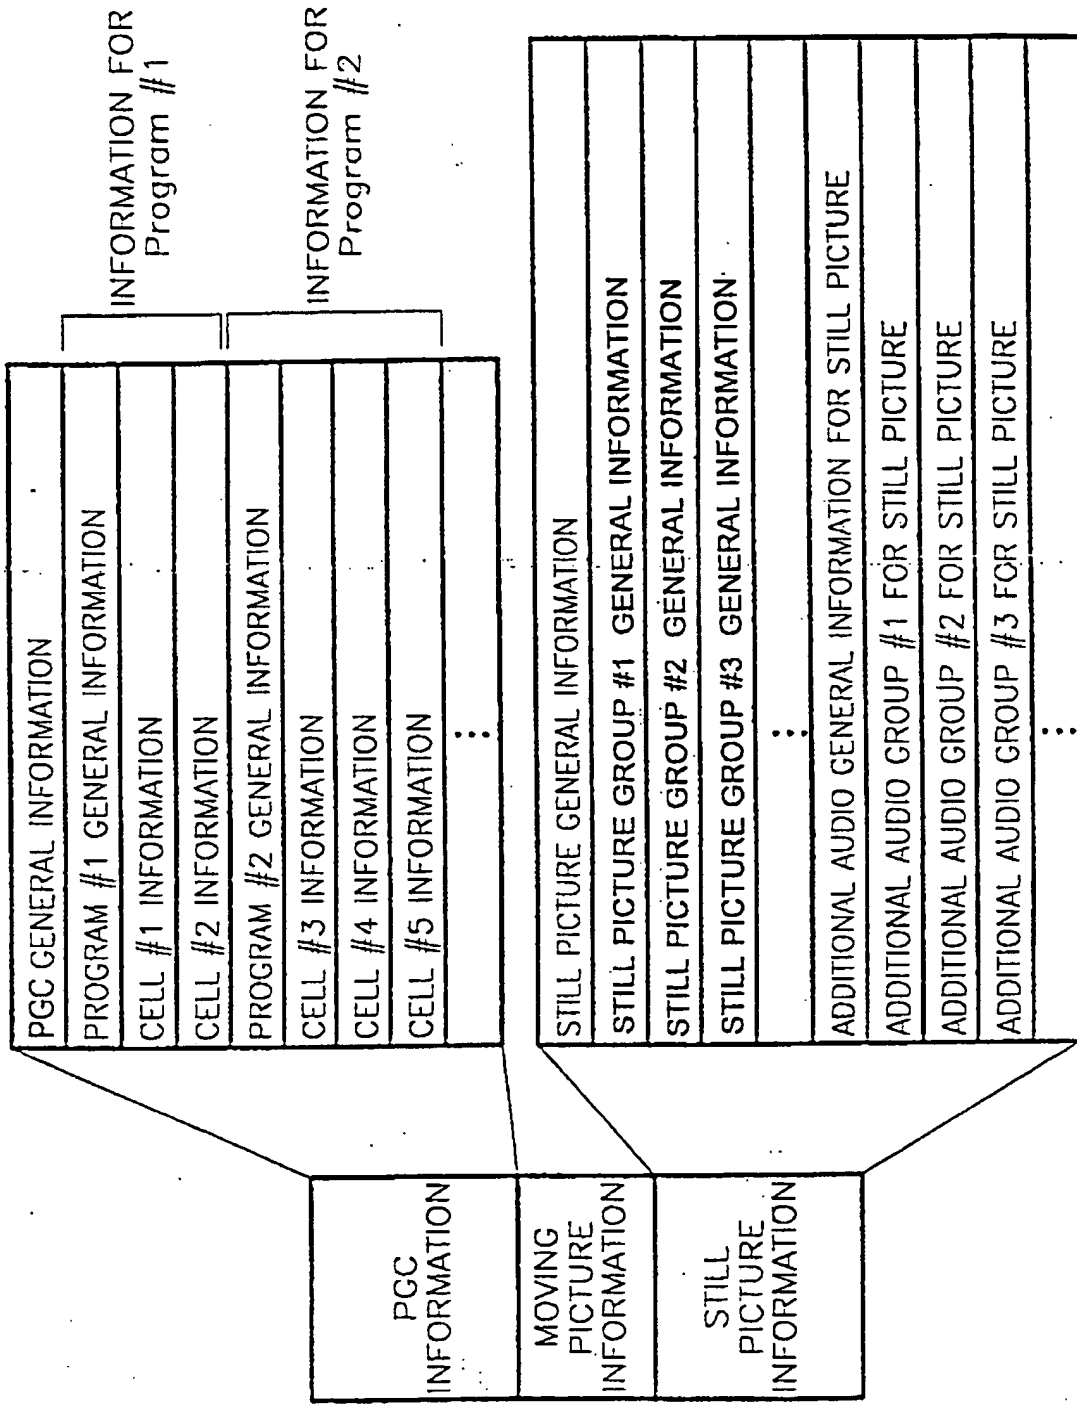 PGC
INFORMATION
MOVING
PICTURE
INFORMATION
STILL
PICTURE
INFORMATION
PGC GENERAL INFORMATION
PROGRAM #1 GENERAL INFORMATION
CELL #1 INFORMATION
CELL #2 INFORMATION
PROGRAM #2 GENERAL INFORMATION
CELL #3 INFORMATION
CELL #4 INFORMATION
CELL #5 INFORMATION
...
INFORMATION FOR
Program #1
INFORMATION FOR
Program #2
STILL PICTURE GENERAL INFORMATION
STILL PICTURE GROUP #1 GENERAL INFORMATION
STILL PICTURE GROUP #2 GENERAL INFORMATION
STILL PICTURE GROUP #3 GENERAL INFORMATION
...
ADDITIONAL AUDIO GENERAL INFORMATION FOR STILL PICTURE
ADDITIONAL AUDIO GROUP #1 FOR STILL PICTURE
ADDITIONAL AUDIO GROUP #2 FOR STILL PICTURE
ADDITIONAL AUDIO GROUP #3 FOR STILL PICTURE
...